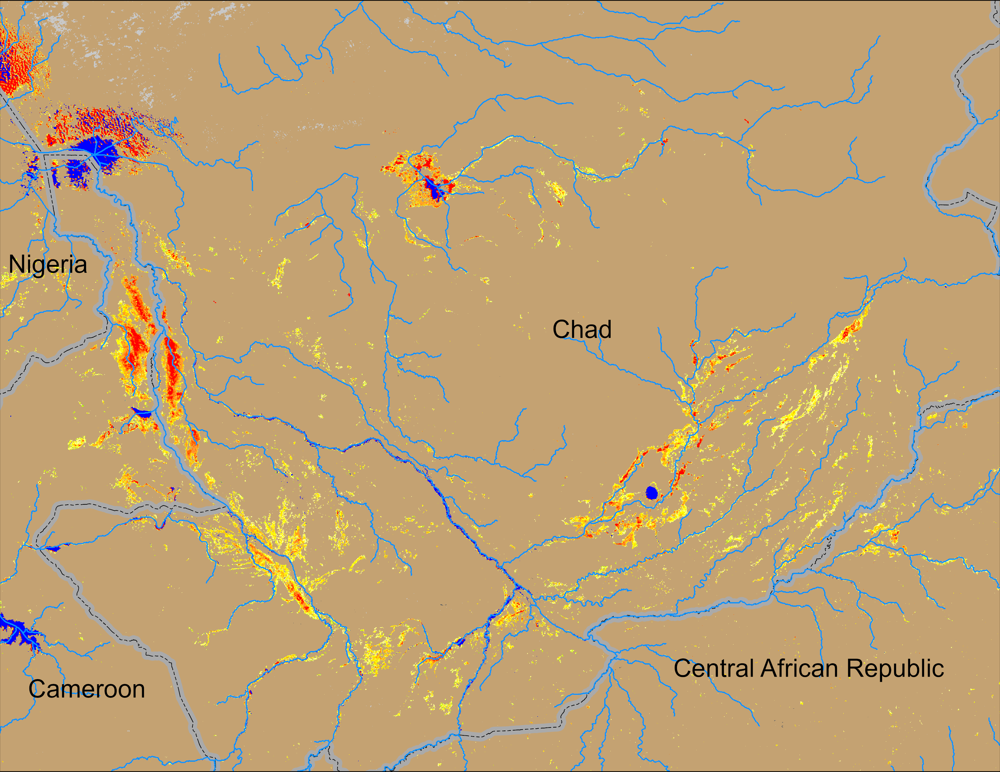 Nigeria
Chad
Central African Republic
Cameroon